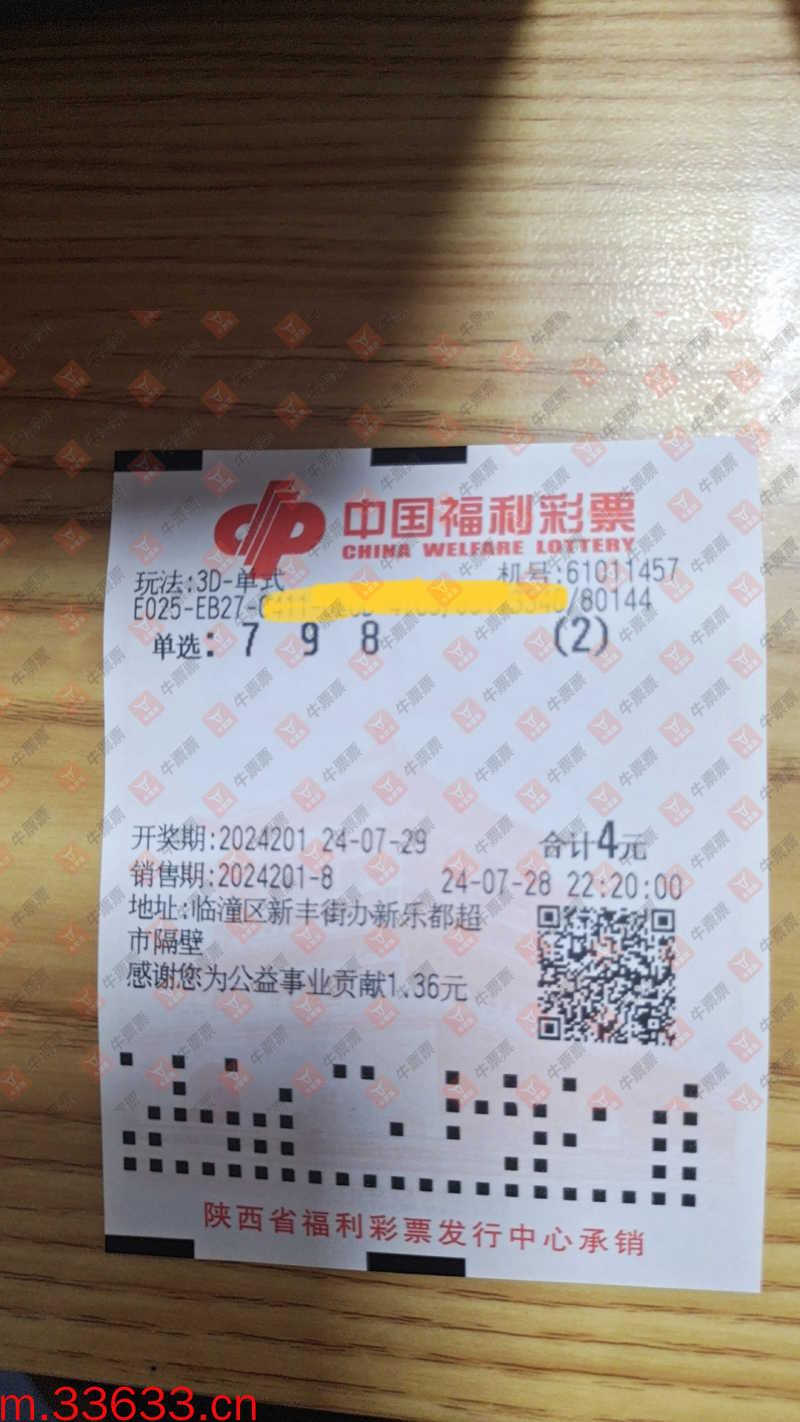 中国福利彩票
CHINA WELFARE LOTTERY
玩法:3D-单式 机号:61011457
E025-EB27- /80144
单选: 7 9 8 (2)
开奖期:2024201 24-07-29 合计4元
销售期:2024201-8 24-07-28 22:20:00
地址:临潼区新丰街办新乐都超
市隔壁
感谢您为公益事业贡献1.36元
陕西省福利彩票发行中心承销
牛票票
m.33633.cn